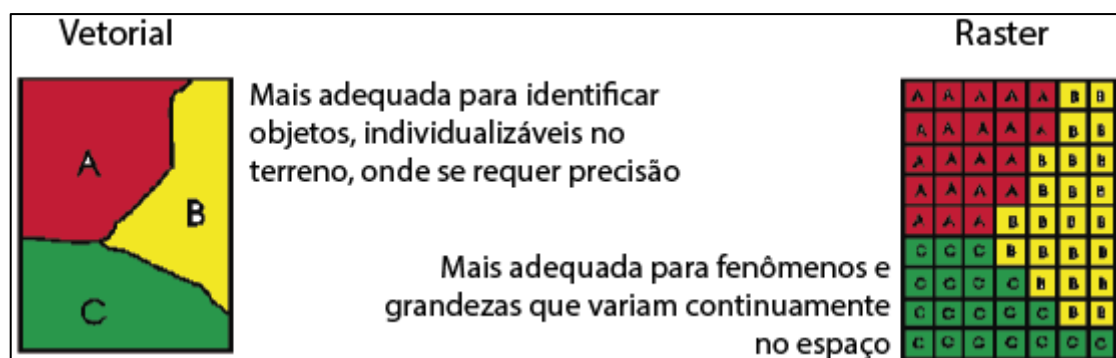 Vetorial
A
B
C
Mais adequada para identificar
objetos, individualizáveis no
terreno, onde se requer precisão
Raster
A A A A A B B
A A A A A B B
A A A A B B B
A A A A B B B
A A A B B B B
C C C B B B B
C C C C B B B
C C C C C B B
C C C C C C C
Mais adequada para fenômenos e
grandezas que variam continuamente
no espaço